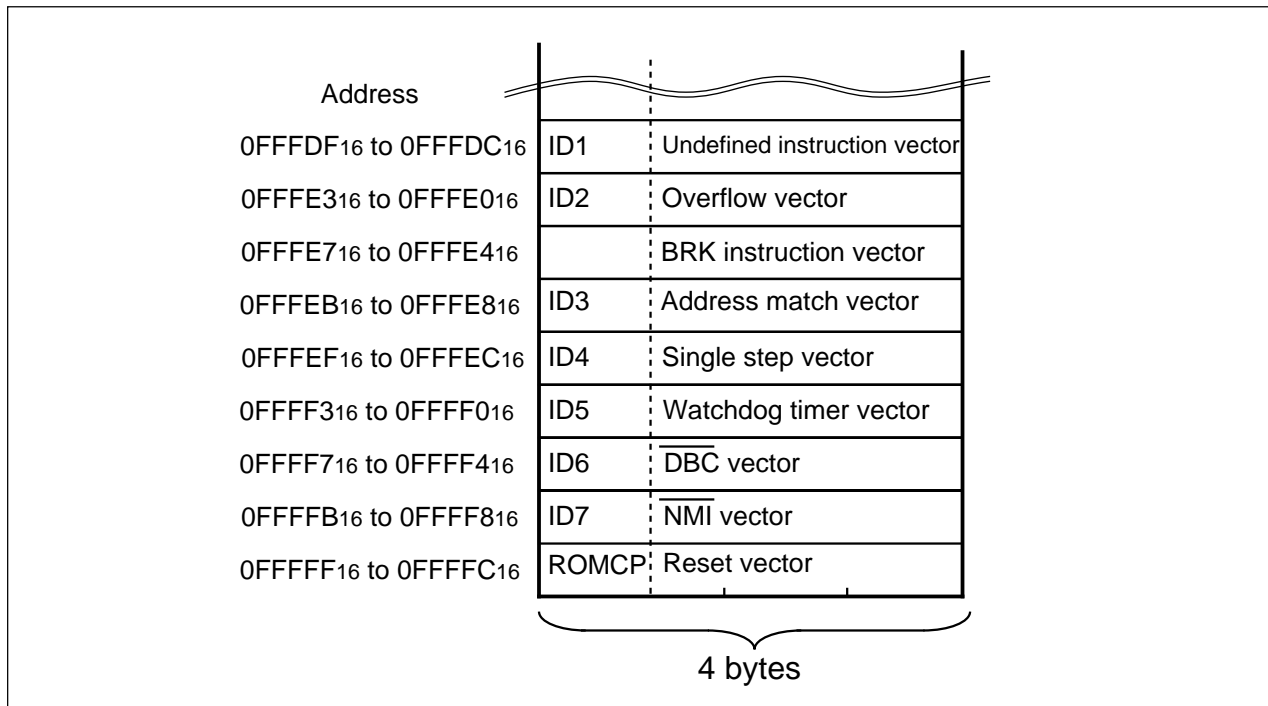 Address
0FFFDF16 to 0FFFDC16 ID1 Undefined instruction vector
0FFFE316 to 0FFFE016 ID2 Overflow vector
0FFFE716 to 0FFFE416 BRK instruction vector
0FFFEB16 to 0FFFE816 ID3 Address match vector
0FFFEF16 to 0FFFEC16 ID4 Single step vector
0FFFF316 to 0FFFF016 ID5 Watchdog timer vector
0FFFF716 to 0FFFF416 ID6 DBC vector
0FFFFB16 to 0FFFF816 ID7 NMI vector
0FFFFF16 to 0FFFFC16 ROMCP Reset vector
4 bytes